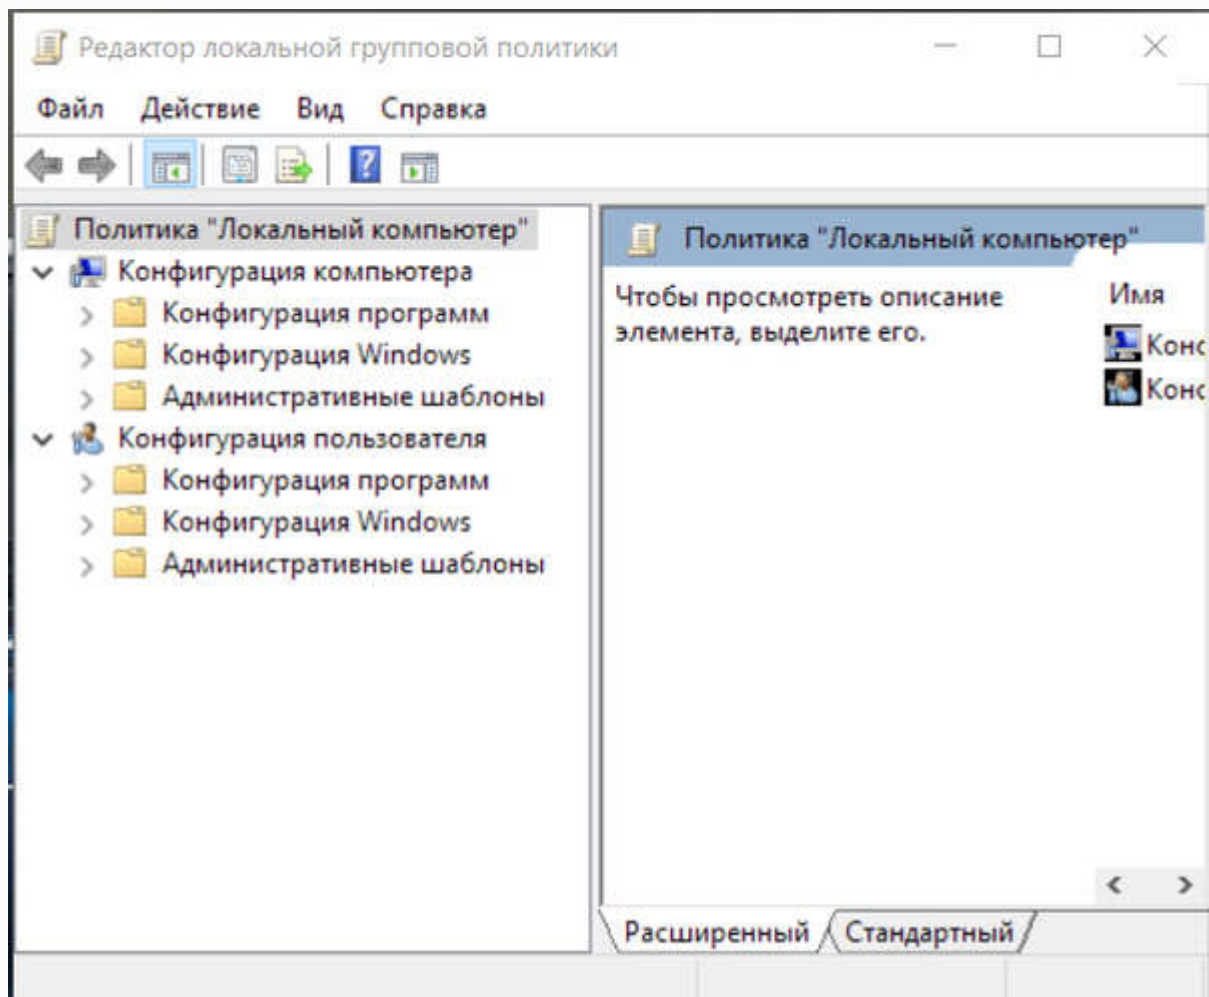 Редактор локальной групповой политики
Файл Действие Вид Справка
Политика "Локальный компьютер"
Конфигурация компьютера
Конфигурация программ
Конфигурация Windows
Административные шаблоны
Конфигурация пользователя
Конфигурация программ
Конфигурация Windows
Административные шаблоны
Политика "Локальный компьютер"
Чтобы просмотреть описание
элемента, выделите его.
Имя
Расширенный Стандартный